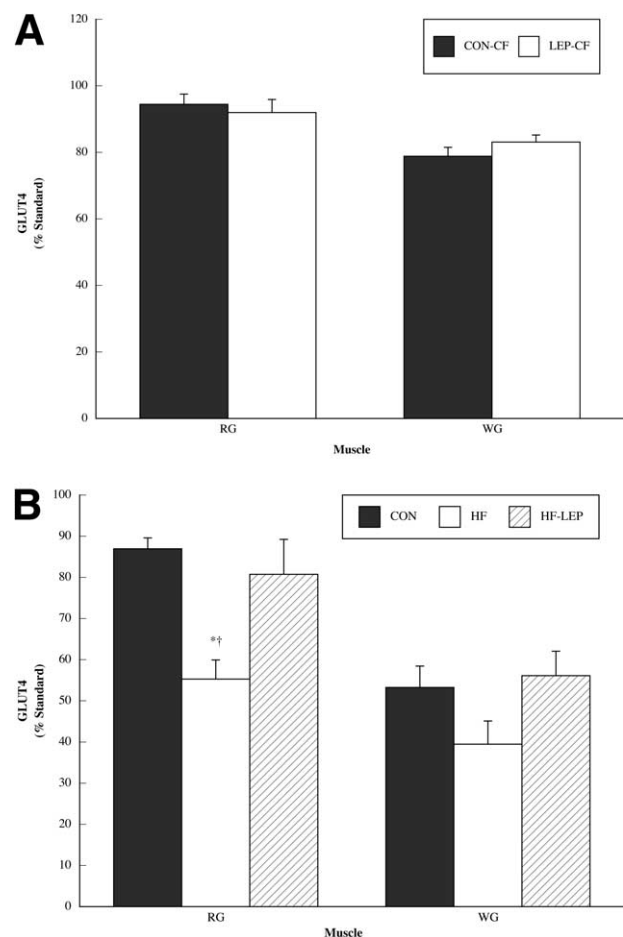 A
120
100
80
60
40
20
0
GLUT4
(% Standard)
CON-CF LEP-CF
RG WG
Muscle
B
100
90
80
70
60
50
40
30
20
10
0
GLUT4
(% Standard)
CON HF HF-LEP
*†
RG WG
Muscle